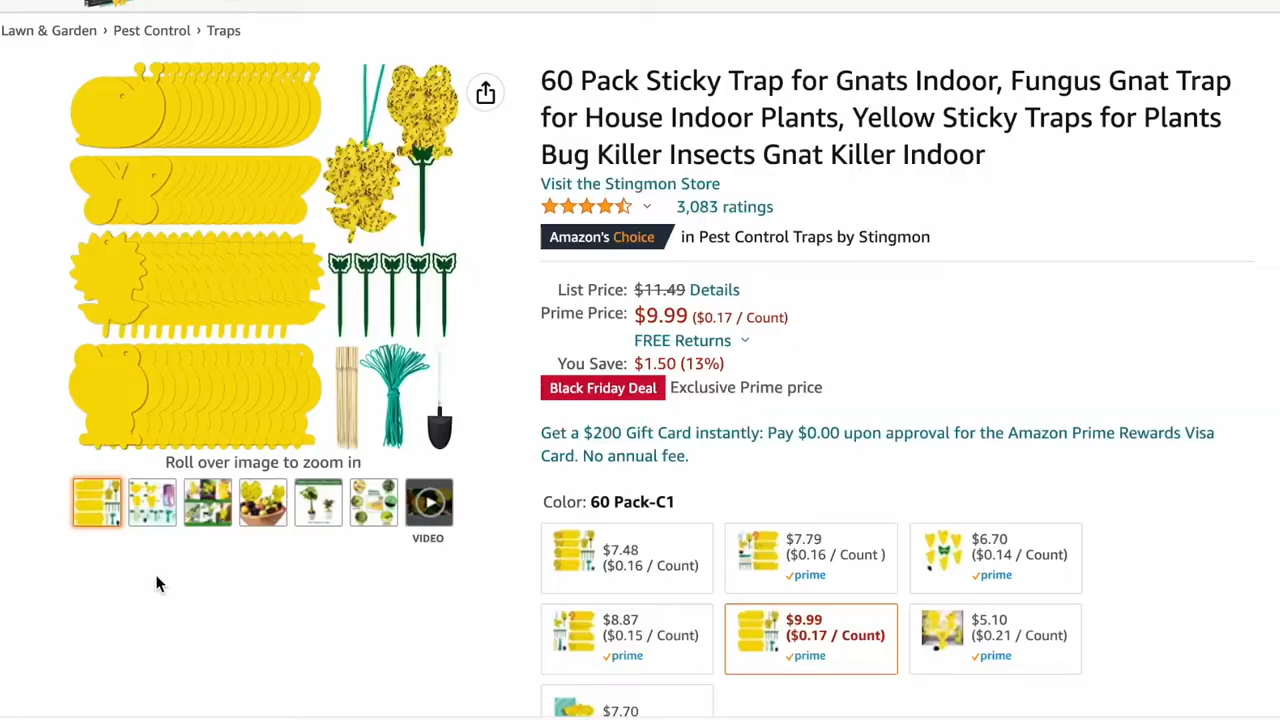 Lawn & Garden › Pest Control › Traps
60 Pack Sticky Trap for Gnats Indoor, Fungus Gnat Trap
for House Indoor Plants, Yellow Sticky Traps for Plants
Bug Killer Insects Gnat Killer Indoor
Visit the Stingmon Store
3,083 ratings
Amazon's Choice in Pest Control Traps by Stingmon
List Price: $11.49 Details
Prime Price: $9.99 ($0.17 / Count)
FREE Returns
You Save: $1.50 (13%)
Black Friday Deal Exclusive Prime price
Get a $200 Gift Card instantly: Pay $0.00 upon approval for the Amazon Prime Rewards Visa
Card. No annual fee.
Roll over image to zoom in
VIDEO
Color: 60 Pack-C1
$7.48
($0.16 / Count)
$7.79
($0.16 / Count )
prime
$6.70
($0.14 / Count)
prime
$8.87
($0.15 / Count)
prime
$9.99
($0.17 / Count)
prime
$5.10
($0.21 / Count)
prime
$7.70